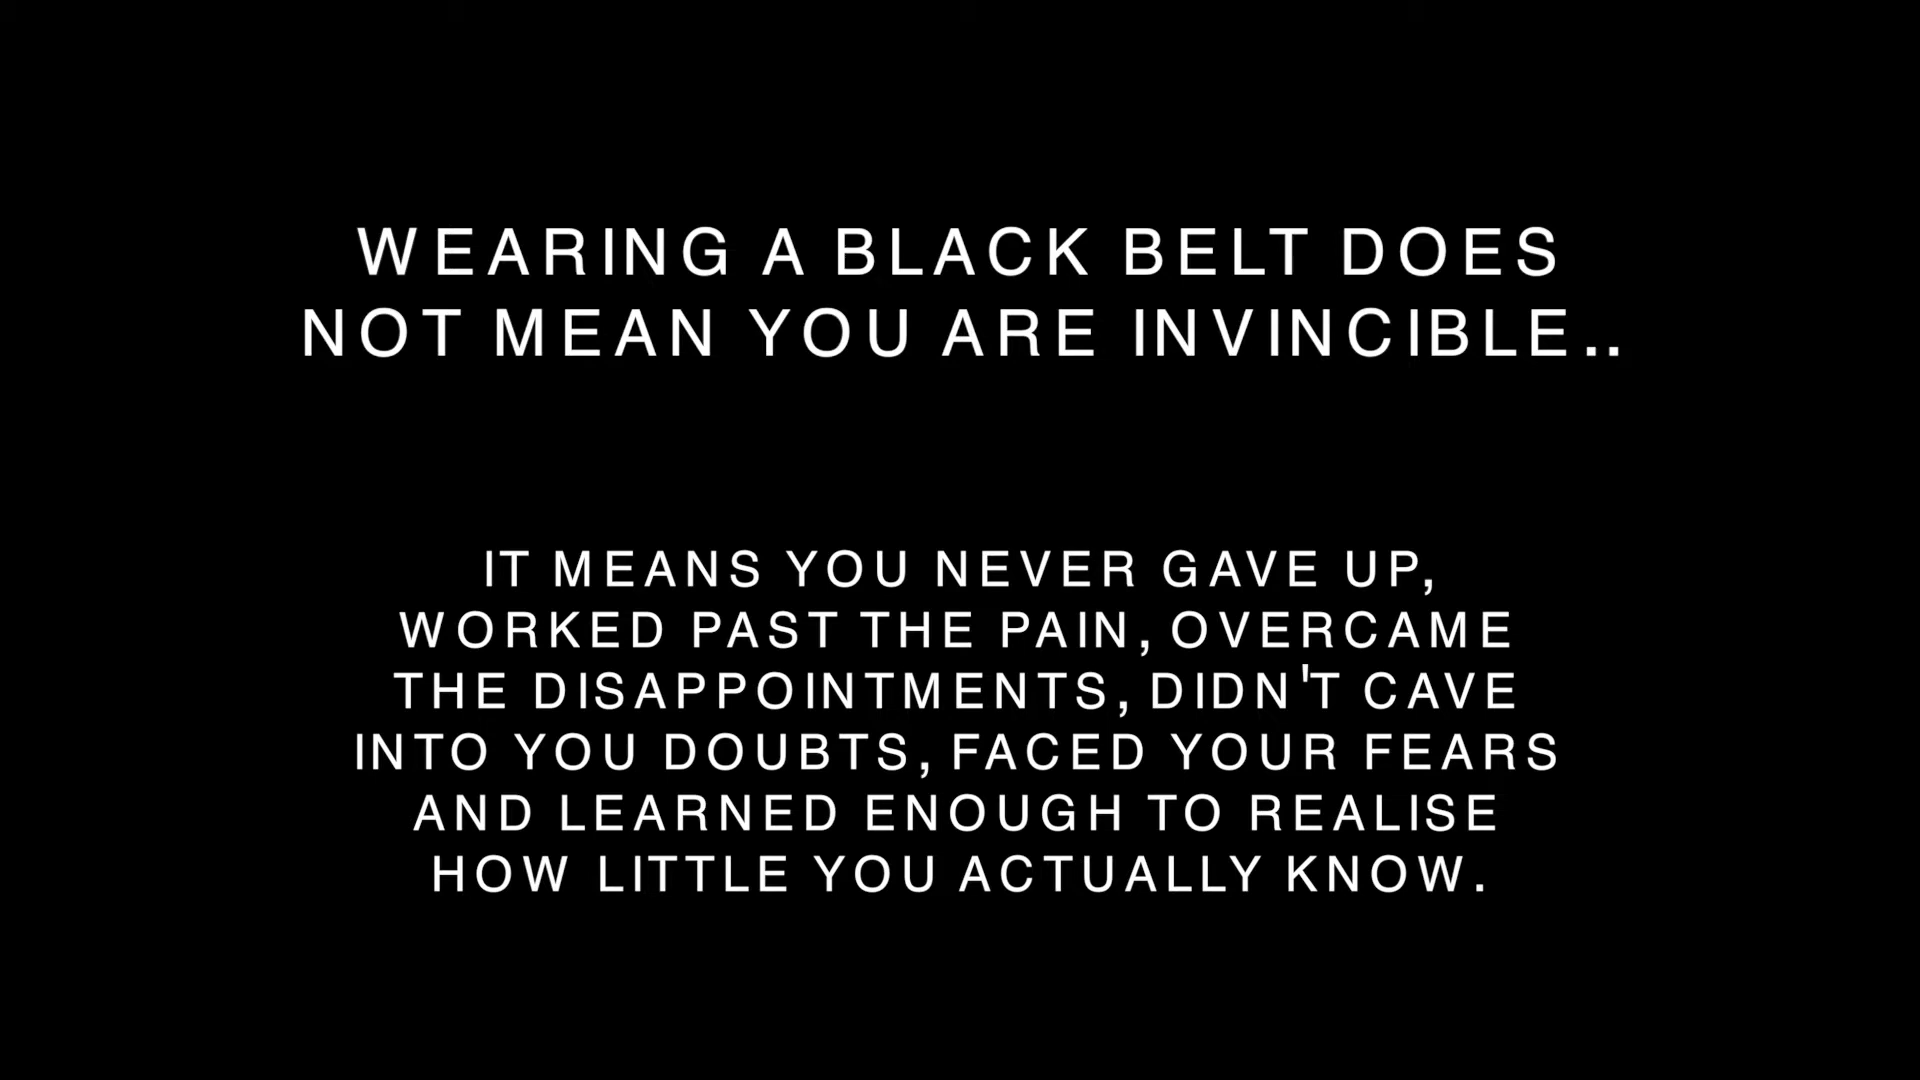 WEARING A BLACK BELT DOES
NOT MEAN YOU ARE INVINCIBLE..
IT MEANS YOU NEVER GAVE UP,
WORKED PAST THE PAIN, OVERCAME
THE DISAPPOINTMENTS, DIDN'T CAVE
INTO YOU DOUBTS, FACED YOUR FEARS
AND LEARNED ENOUGH TO REALISE
HOW LITTLE YOU ACTUALLY KNOW.